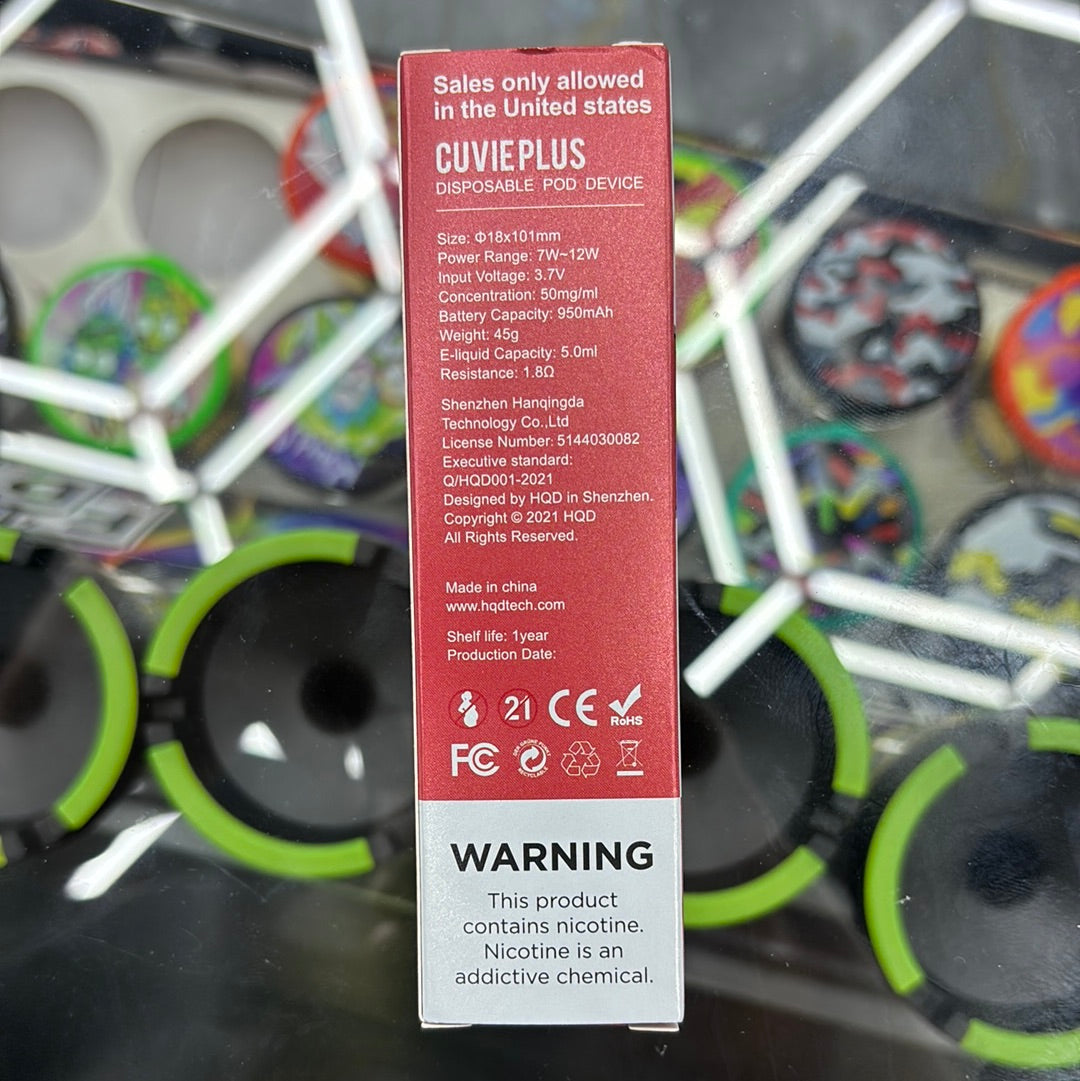 Sales only allowed
in the United states
CUVIE PLUS
DISPOSABLE POD DEVICE
Size: Φ18x101mm
Power Range: 7W~12W
Input Voltage: 3.7V
Concentration: 50mg/ml
Battery Capacity: 950mAh
Weight: 45g
E-liquid Capacity: 5.0ml
Resistance: 1.8Ω
Shenzhen Hanqingda
Technology Co.,Ltd
License Number: 5144030082
Executive standard:
Q/HQD001-2021
Designed by HQD in Shenzhen.
Copyright © 2021 HQD
All Rights Reserved.
Made in china
www.hqdtech.com
Shelf life: 1year
Production Date:
21 CE RoHS
FC
WARNING
This product
contains nicotine.
Nicotine is an
addictive chemical.